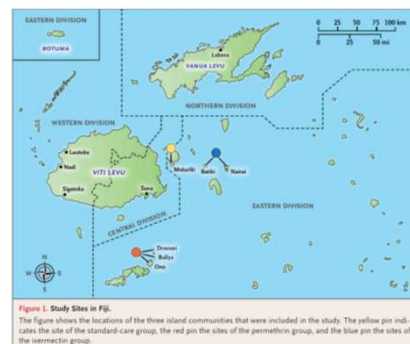 EASTERN DIVISION
ROTUMA
0 25 50 75 100 km
0 25 50 mi
Labasa
VANUA LEVU
NORTHERN DIVISION
WESTERN DIVISION
Lautoka
Nadi
VITI LEVU
Sigatoka
Suva
Moturiki
Batiki
Nairai
EASTERN DIVISION
CENTRAL DIVISION
Dravuni
Buliya
Ono
N
W E
S
Figure 1. Study Sites in Fiji.
The figure shows the locations of the three island communities that were included in the study. The yellow pin indi-
cates the site of the standard-care group, the red pin the sites of the permethrin group, and the blue pin the sites of
the ivermectin group.